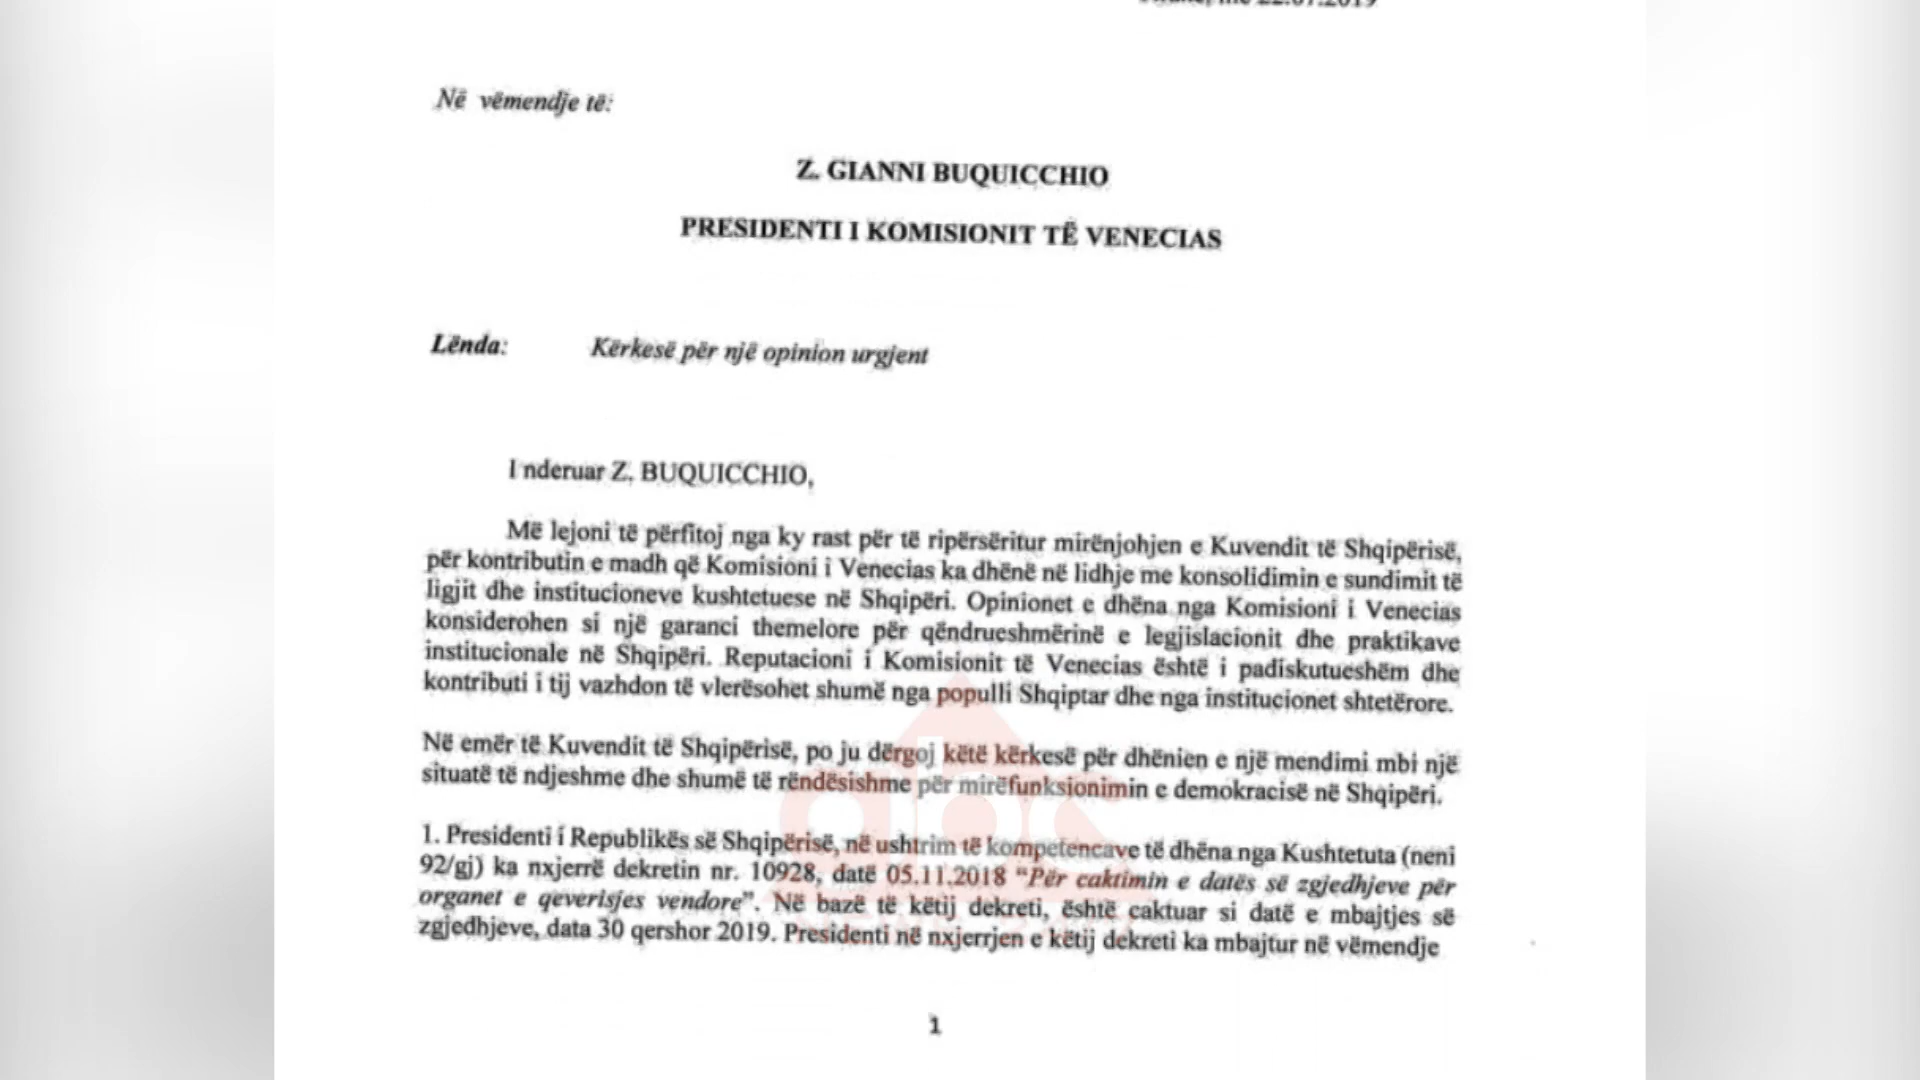 Në vëmendje të:
Z. GIANNI BUQUICCHIO
PRESIDENTI I KOMISIONIT TË VENECIAS
Lënda: Kërkesë për një opinion urgjent
I nderuar Z. BUQUICCHIO,
Më lejoni të përfitoj nga ky rast për të ripërsëritur mirënjohjen e Kuvendit të Shqipërisë,
për kontributin e madh që Komisioni i Venecias ka dhënë në lidhje me konsolidimin e sundimit të
ligjit dhe institucioneve kushtetuese në Shqipëri. Opinionet e dhëna nga Komisioni i Venecias
konsiderohen si një garanci themelore për qëndrueshmërinë e legjislacionit dhe praktikave
institucionale në Shqipëri. Reputacioni i Komisionit të Venecias është i padiskutueshëm dhe
kontributi i tij vazhdon të vlerësohet shumë nga populli Shqiptar dhe nga institucionet shtetërore.
Në emër të Kuvendit të Shqipërisë, po ju dërgoj këtë kërkesë për dhënien e një mendimi mbi një
situatë të ndjeshme dhe shumë të rëndësishme për mirëfunksionimin e demokracisë në Shqipëri.
1. Presidenti i Republikës së Shqipërisë, në ushtrim të kompetencave të dhëna nga Kushtetuta (neni
92/gj) ka nxjerrë dekretin nr. 10928, datë 05.11.2018 “Për caktimin e datës së zgjedhjeve për
organet e qeverisjes vendore”. Në bazë të këtij dekreti, është caktuar si datë e mbajtjes së
zgjedhjeve, data 30 qershor 2019. Presidenti në nxjerrjen e këtij dekreti ka mbajtur në vëmendje
abc
1